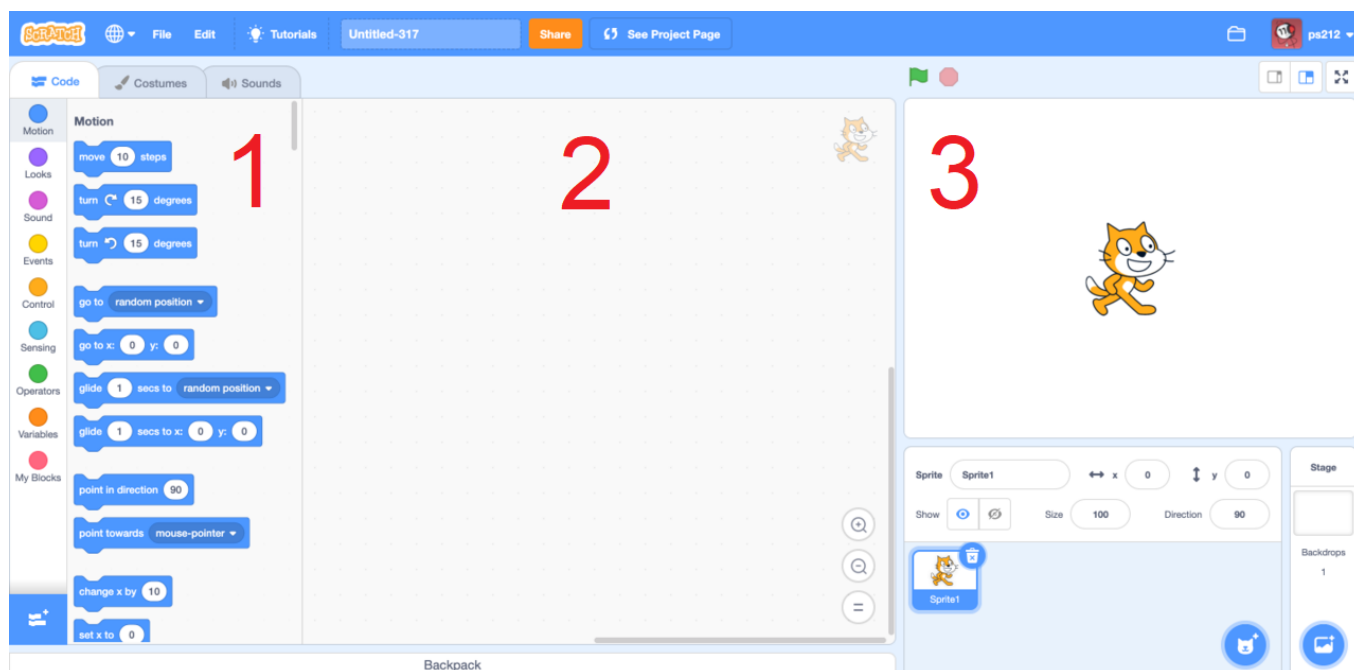 SCRATCH File Edit Tutorials Untitled-317 Share See Project Page ps212
Code Costumes Sounds
Motion
Looks
Sound
Events
Control
Sensing
Operators
Variables
My Blocks
Motion
move 10 steps
turn 15 degrees
turn 15 degrees
go to random position
go to x: 0 y: 0
glide 1 secs to random position
glide 1 secs to x: 0 y: 0
point in direction 90
point towards mouse-pointer
change x by 10
set x to 0
1
2
3
Sprite Sprite1 x 0 y 0
Show Size 100 Direction 90
Sprite1
Stage
Backdrops
1
Backpack